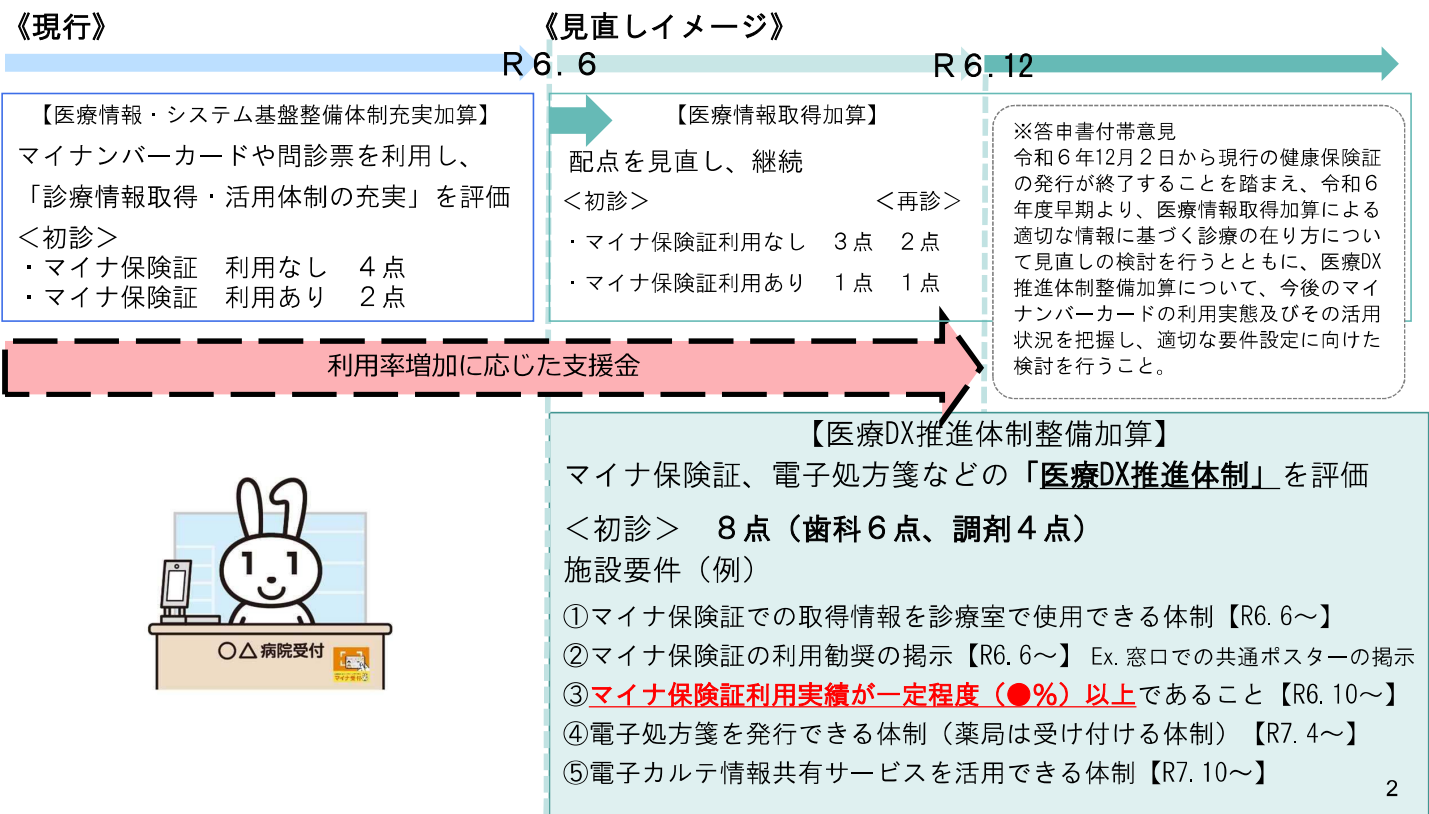 《現行》
《見直しイメージ》
R6.6
R6.12
【医療情報・システム基盤整備体制充実加算】
マイナンバーカードや問診票を利用し、
「診療情報取得・活用体制の充実」を評価
＜初診＞
・マイナ保険証　利用なし　４点
・マイナ保険証　利用あり　２点
【医療情報取得加算】
配点を見直し、継続
＜初診＞　＜再診＞
・マイナ保険証利用なし　３点　２点
・マイナ保険証利用あり　１点　１点
※答申書付帯意見
令和６年12月２日から現行の健康保険証
の発行が終了することを踏まえ、令和６
年度早期より、医療情報取得加算による
適切な情報に基づく診療の在り方につい
て見直しの検討を行うとともに、医療DX
推進体制整備加算について、今後のマイ
ナンバーカードの利用実態及びその活用
状況を把握し、適切な要件設定に向けた
検討を行うこと。
利用率増加に応じた支援金
【医療DX推進体制整備加算】
マイナ保険証、電子処方箋などの「医療DX推進体制」を評価
＜初診＞　８点（歯科６点、調剤４点）
施設要件（例）
①マイナ保険証での取得情報を診療室で使用できる体制【R6.6～】
②マイナ保険証の利用勧奨の掲示【R6.6～】 Ex.窓口での共通ポスターの掲示
③マイナ保険証利用実績が一定程度（●％）以上であること【R6.10～】
④電子処方箋を発行できる体制（薬局は受け付ける体制）【R7.4～】
⑤電子カルテ情報共有サービスを活用できる体制【R7.10～】
○△病院受付
2